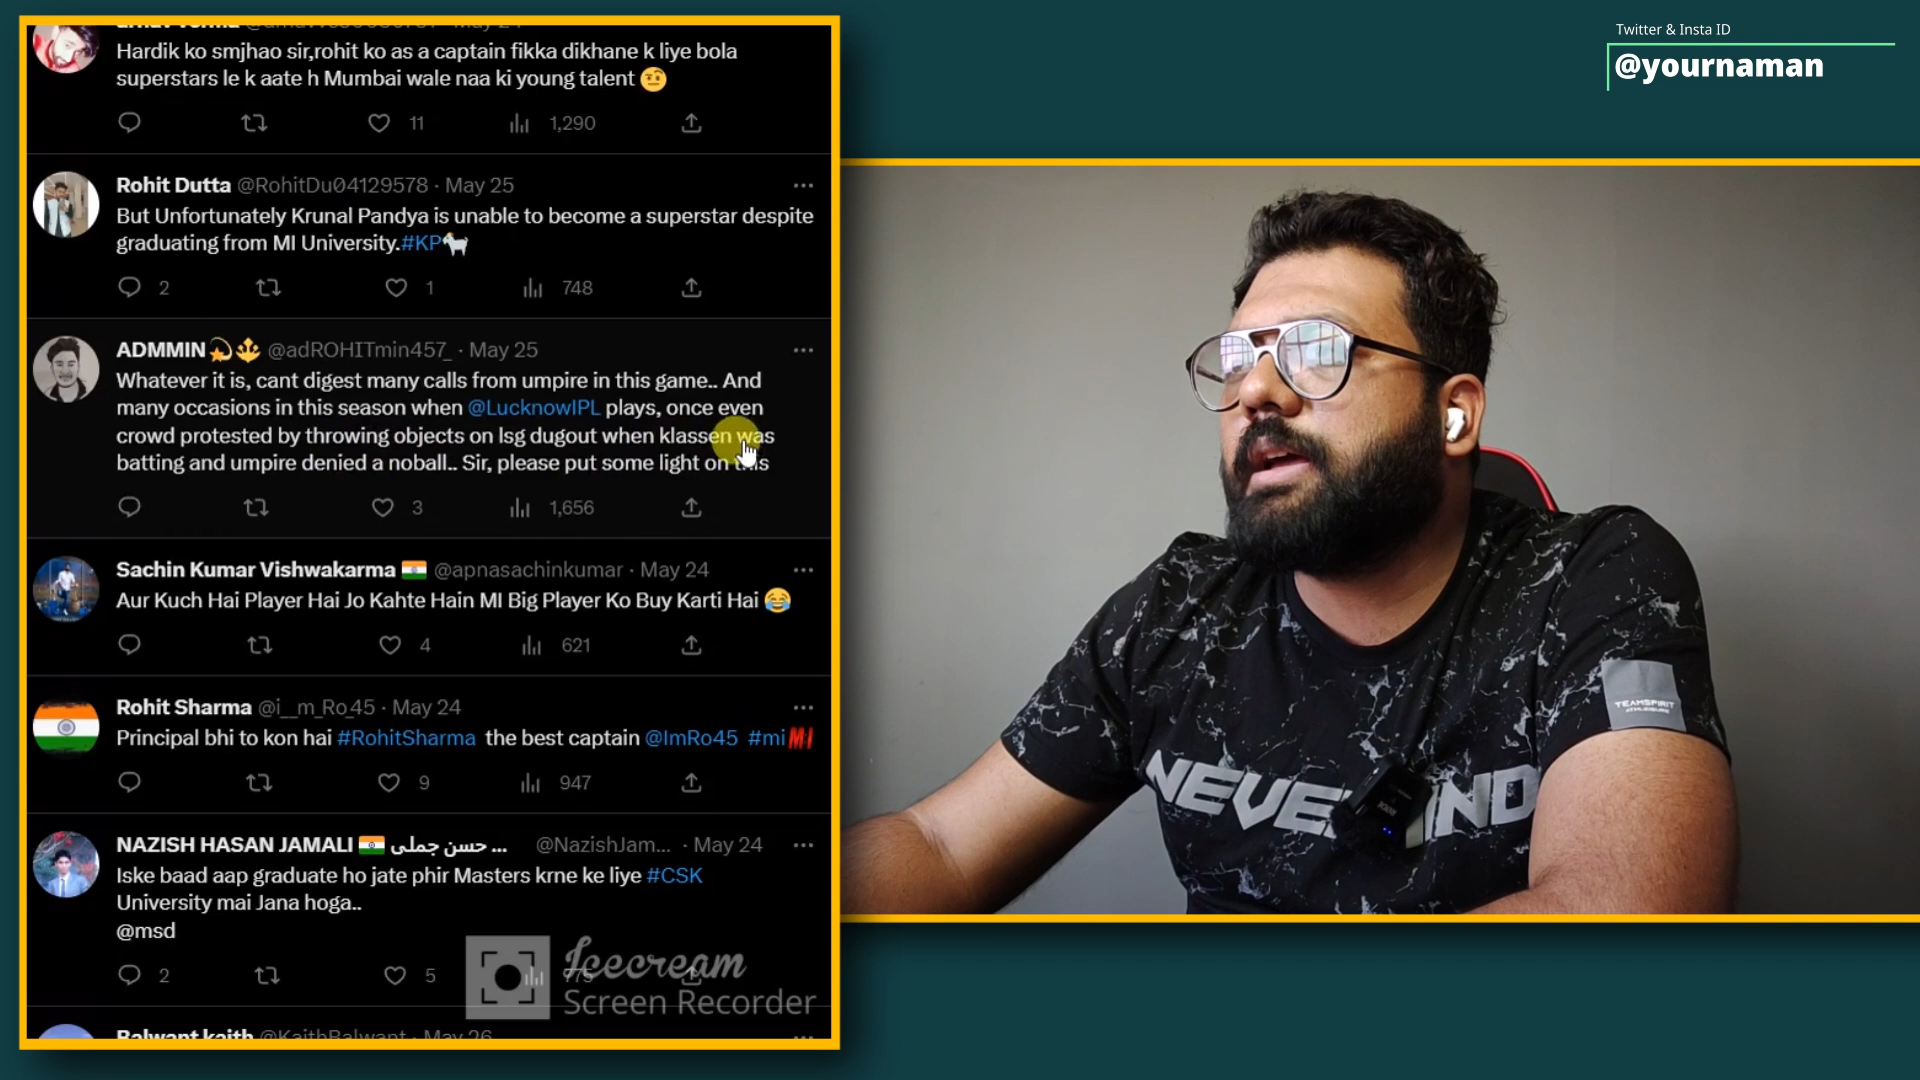 Twitter & Insta ID
@yournaman
Hardik ko smjhao sir,rohit ko as a captain fikka dikhane k liye bola
superstars le k aate h Mumbai wale naa ki young talent 🤨
11 1,290
Rohit Dutta @RohitDu04129578 · May 25
But Unfortunately Krunal Pandya is unable to become a superstar despite
graduating from MI University.#KP🐐
2 1 748
ADMMIN💫🔱 @adROHITmin457_ · May 25
Whatever it is, cant digest many calls from umpire in this game.. And
many occasions in this season when @LucknowIPL plays, once even
crowd protested by throwing objects on lsg dugout when klassen was
batting and umpire denied a noball.. Sir, please put some light on this
3 1,656
Sachin Kumar Vishwakarma 🇮🇳 @apnasachinkumar · May 24
Aur Kuch Hai Player Hai Jo Kahte Hain MI Big Player Ko Buy Karti Hai 😂
4 621
Rohit Sharma @i__m_Ro45 · May 24
Principal bhi to kon hai #RohitSharma the best captain @ImRo45 #mi MI
9 947
NAZISH HASAN JAMALI 🇮🇳 حسن جملی ... @NazishJam... · May 24
Iske baad aap graduate ho jate phir Masters krne ke liye #CSK
University mai Jana hoga..
@msd
2 5 775
Icecream
Screen Recorder
Balwant kaith @KaithBalwant · May 26
TEAMSPIRIT